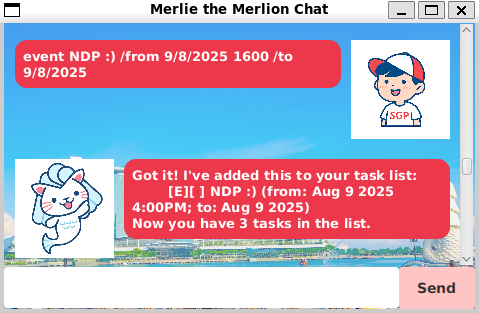 Merlie the Merlion Chat
event NDP :) /from 9/8/2025 1600 /to
9/8/2025
SGP
Got it! I've added this to your task list:
[E][ ] NDP :) (from: Aug 9 2025
4:00PM; to: Aug 9 2025)
Now you have 3 tasks in the list.
Send